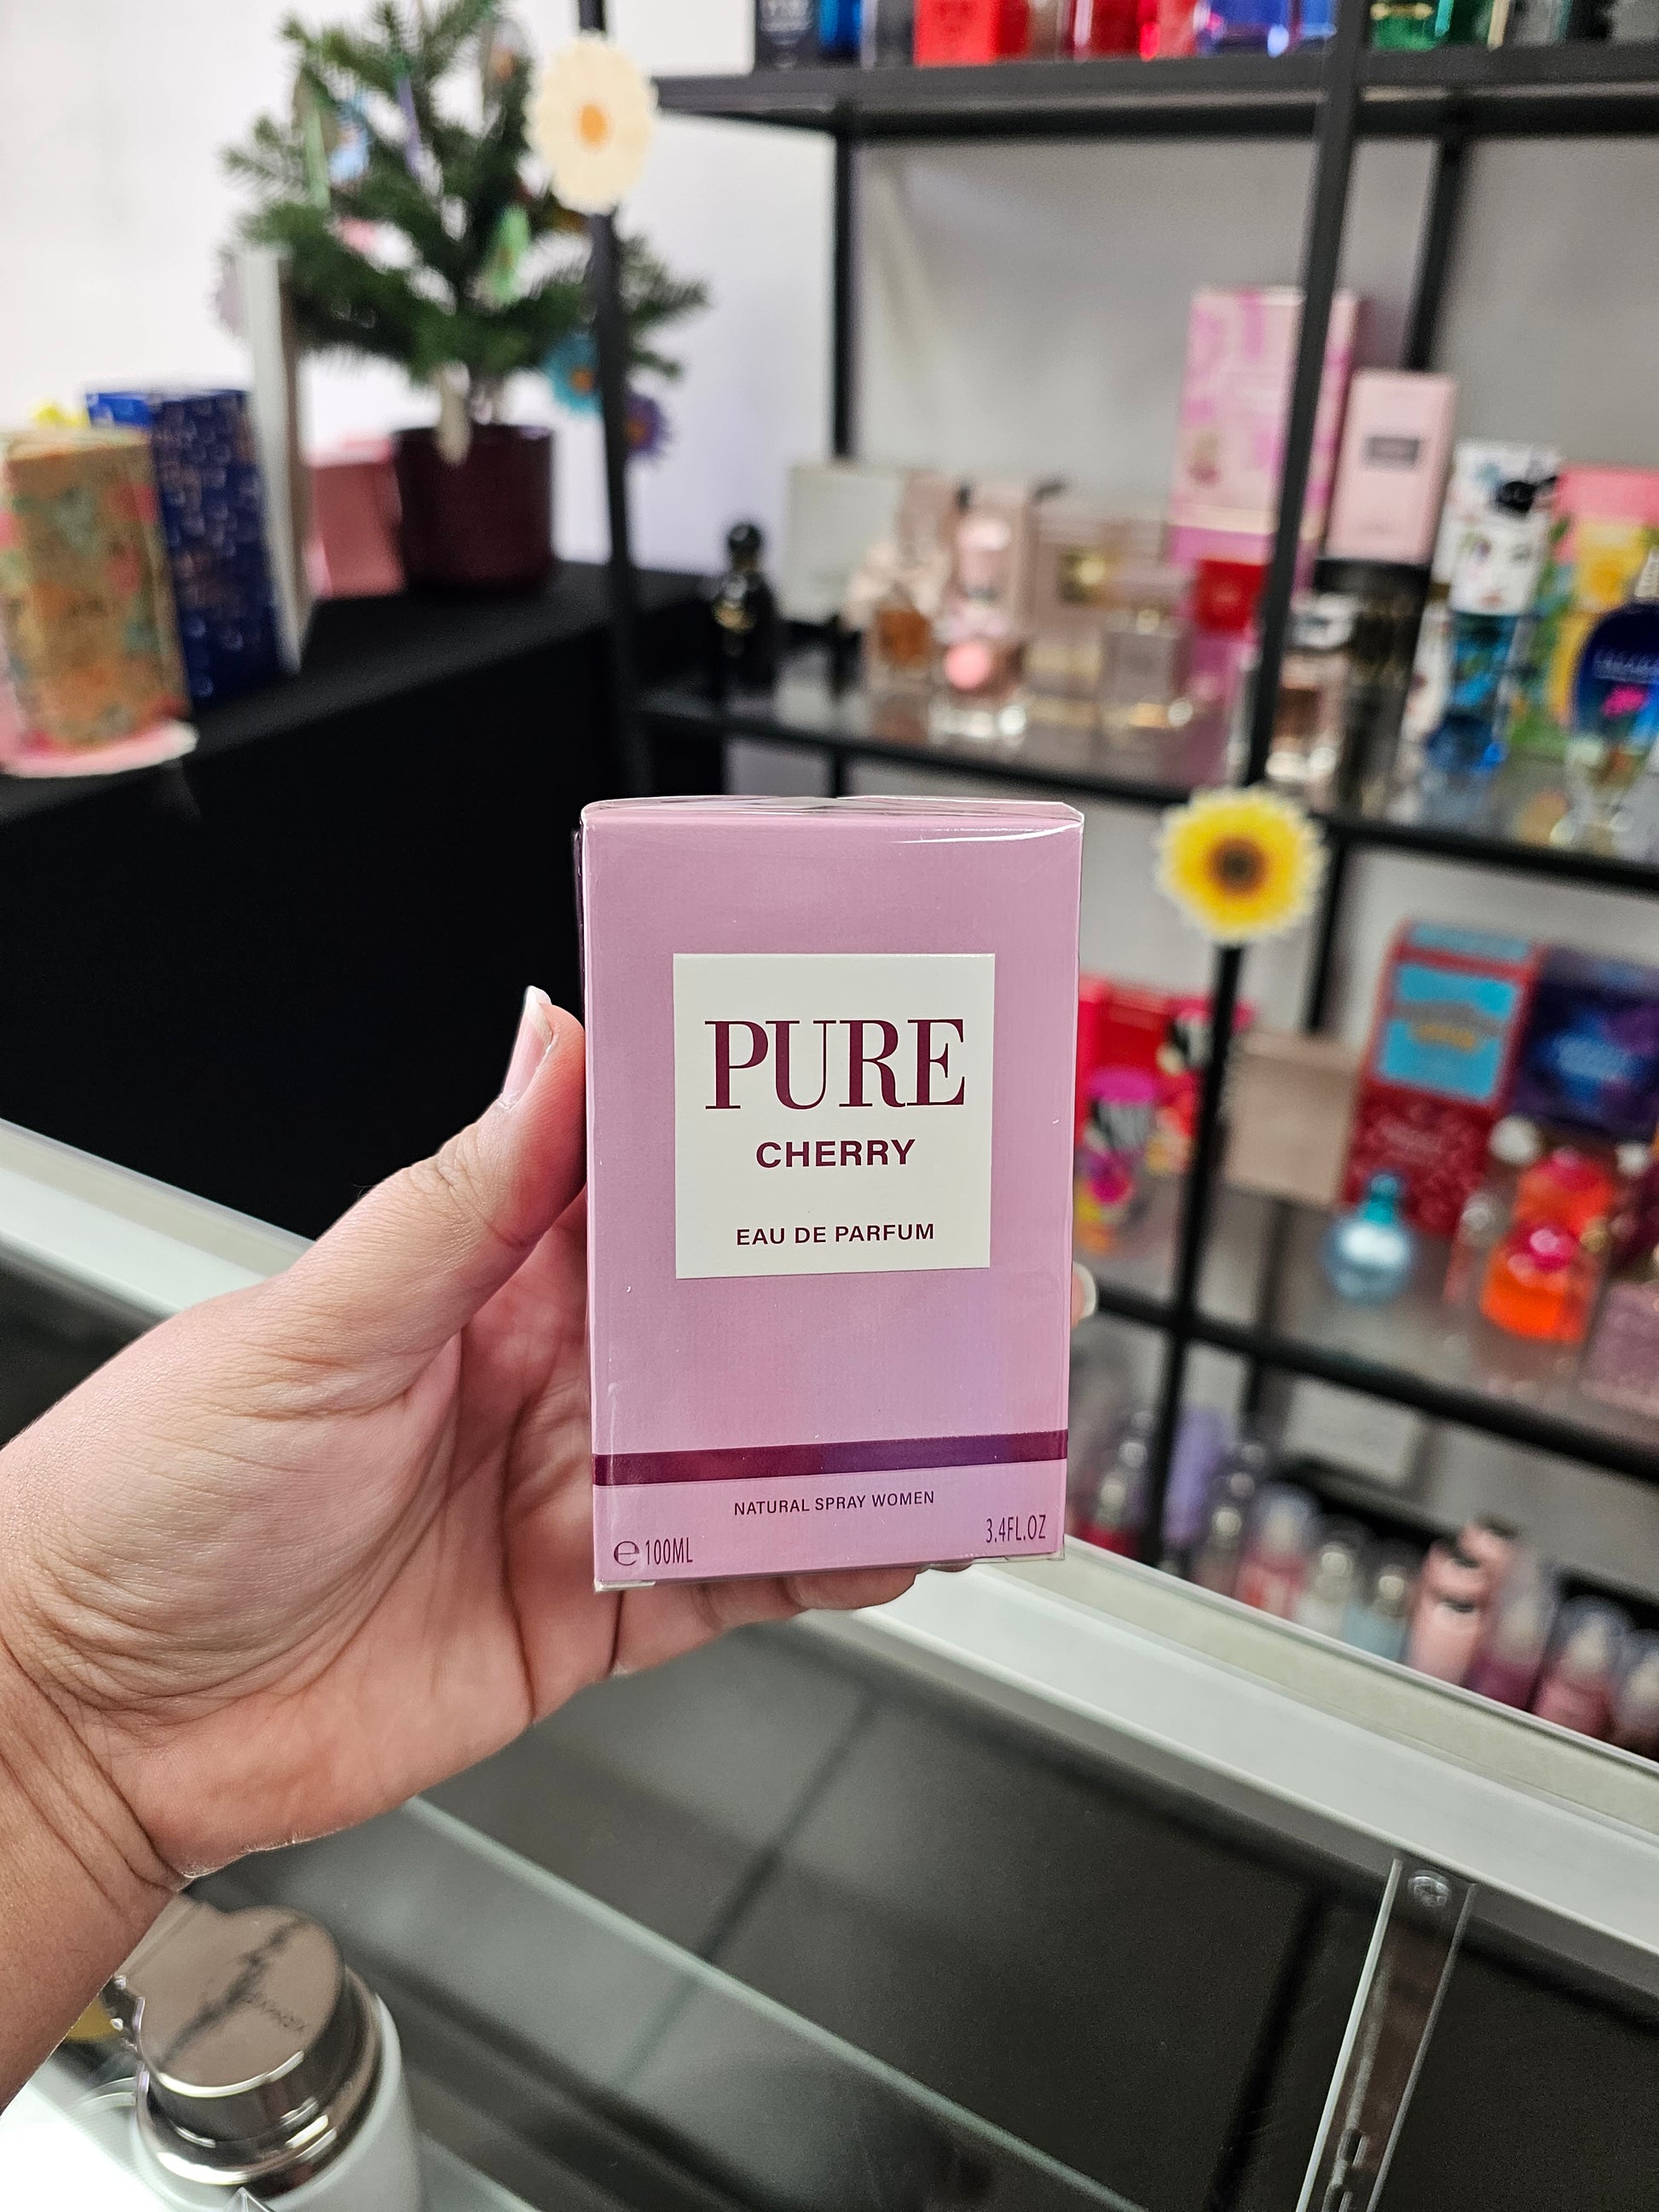 PURE
CHERRY
EAU DE PARFUM
NATURAL SPRAY WOMEN
℮ 100ML
3.4FL.OZ